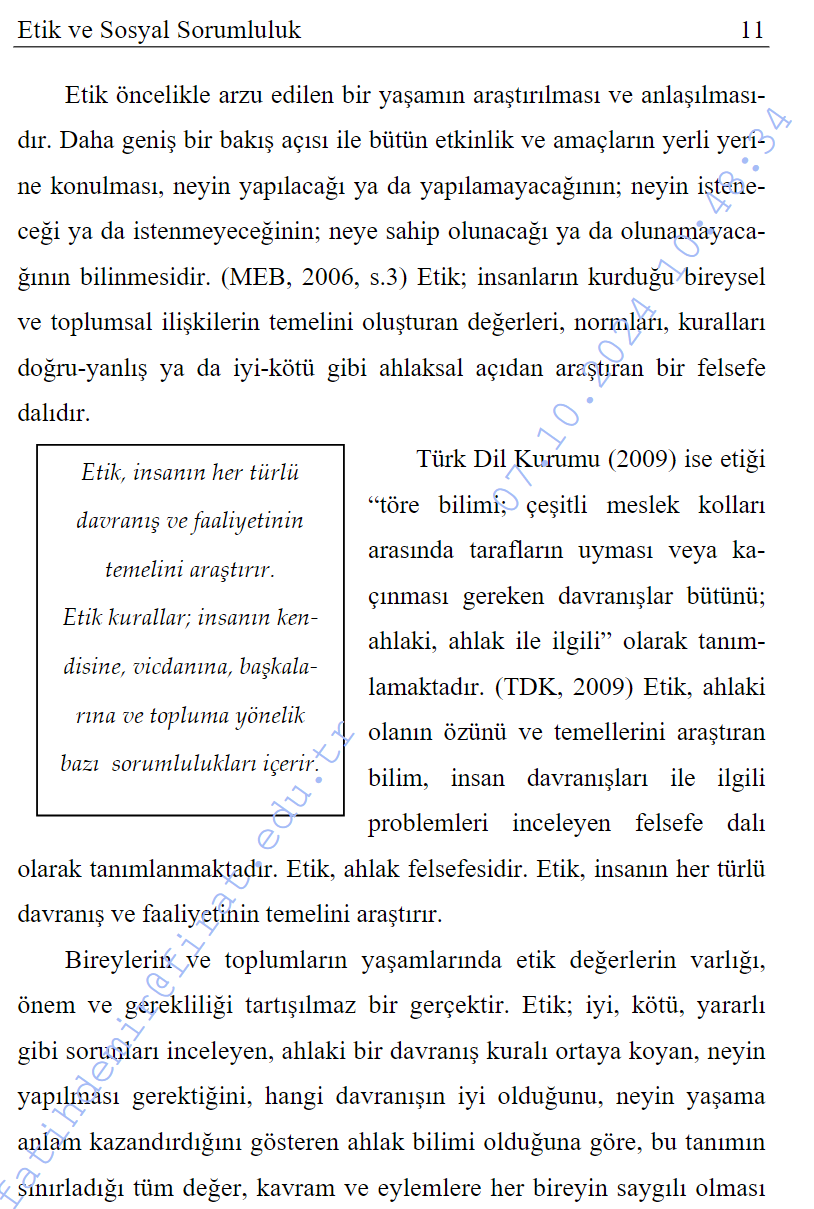 Etik ve Sosyal Sorumluluk 11
Etik öncelikle arzu edilen bir yaşamın araştırılması ve anlaşılması-
dır. Daha geniş bir bakış açısı ile bütün etkinlik ve amaçların yerli yeri-
ne konulması, neyin yapılacağı ya da yapılamayacağının; neyin istene-
ceği ya da istenmeyeceğinin; neye sahip olunacağı ya da olunamayaca-
ğının bilinmesidir. (MEB, 2006, s.3) Etik; insanların kurduğu bireysel
ve toplumsal ilişkilerin temelini oluşturan değerleri, normları, kuralları
doğru-yanlış ya da iyi-kötü gibi ahlaksal açıdan araştıran bir felsefe
dalıdır.
Etik, insanın her türlü
davranış ve faaliyetinin
temelini araştırır.
Etik kurallar; insanın ken-
disine, vicdanına, başkala-
rına ve topluma yönelik
bazı sorumlulukları içerir.
Türk Dil Kurumu (2009) ise etiği
“töre bilimi; çeşitli meslek kolları
arasında tarafların uyması veya ka-
çınması gereken davranışlar bütünü;
ahlaki, ahlak ile ilgili” olarak tanım-
lamaktadır. (TDK, 2009) Etik, ahlaki
olanın özünü ve temellerini araştıran
bilim, insan davranışları ile ilgili
problemleri inceleyen felsefe dalı
olarak tanımlanmaktadır. Etik, ahlak felsefesidir. Etik, insanın her türlü
davranış ve faaliyetinin temelini araştırır.
Bireylerin ve toplumların yaşamlarında etik değerlerin varlığı,
önem ve gerekliliği tartışılmaz bir gerçektir. Etik; iyi, kötü, yararlı
gibi sorunları inceleyen, ahlaki bir davranış kuralı ortaya koyan, neyin
yapılması gerektiğini, hangi davranışın iyi olduğunu, neyin yaşama
anlam kazandırdığını gösteren ahlak bilimi olduğuna göre, bu tanımın
sınırladığı tüm değer, kavram ve eylemlere her bireyin saygılı olması
fatihdemir@firat.edu.tr
07.10.2024 10:48:34